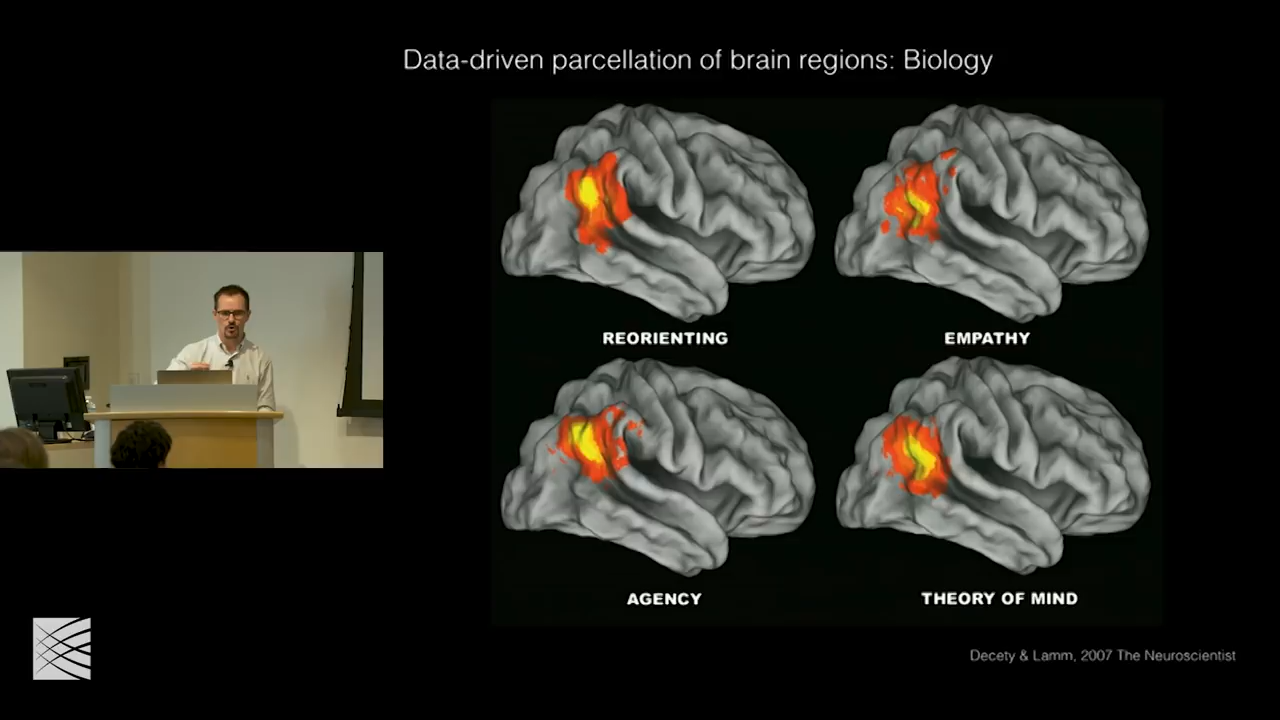 Data-driven parcellation of brain regions: Biology
REORIENTING
EMPATHY
AGENCY
THEORY OF MIND
Decety & Lamm, 2007 The Neuroscientist